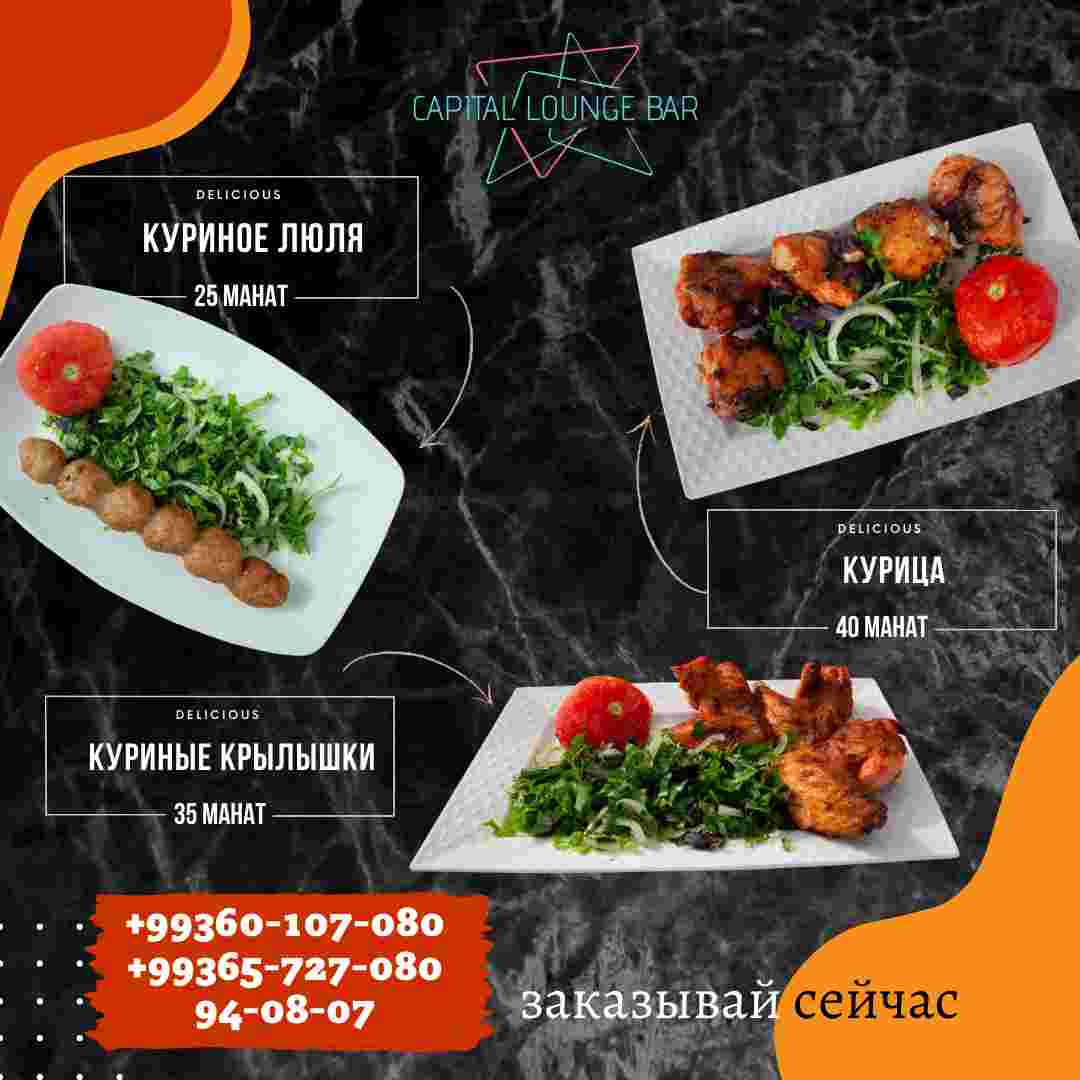 CAPITAL LOUNGE BAR
DELICIOUS
КУРИНОЕ ЛЮЛЯ
25 МАНАТ
DELICIOUS
КУРИЦА
40 МАНАТ
DELICIOUS
КУРИНЫЕ КРЫЛЫШКИ
35 МАНАТ
+99360-107-080
+99365-727-080
94-08-07
заказывай сейчас